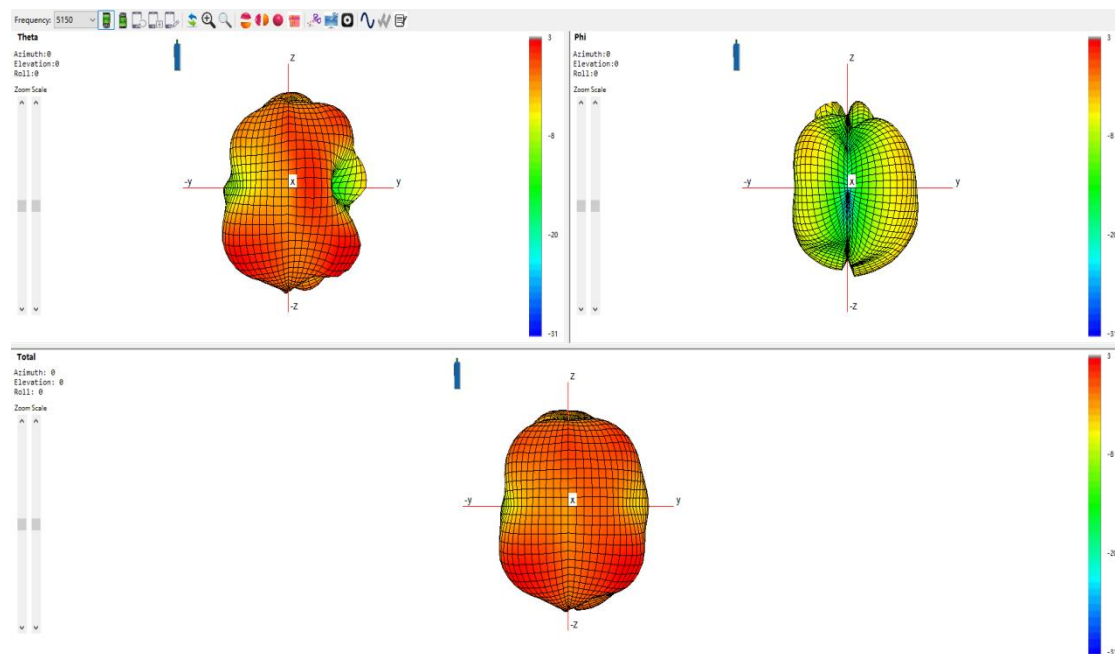 Frequency: 5150
Theta
Azimuth:0
Elevation:0
Roll:0
Zoom Scale
Z
-y
X
y
-Z
3
-8
-20
-31
Phi
Azimuth:0
Elevation:0
Roll:0
Zoom Scale
Z
-y
X
y
-Z
3
-8
-20
-31
Total
Azimuth: 0
Elevation: 0
Roll: 0
Zoom Scale
Z
-y
X
y
-Z
3
-8
-20
-31